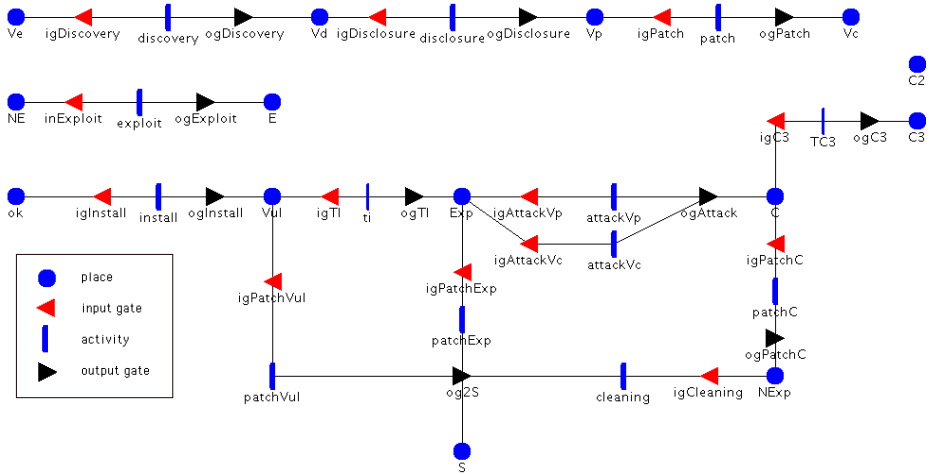 Ve igDiscovery discovery ogDiscovery Vd igDisclosure disclosure ogDisclosure Vp igPatch patch ogPatch Vc
C2
NE inExploit exploit ogExploit E
igC3 TC3 ogC3 C3
ok igInstall install ogInstall Vul igTI ti ogTI Exp igAttackVp attackVp ogAttack C
igAttackVc attackVc
igPatchVul igPatchExp igPatchC
patchExp patchC
ogPatchC
patchVul og2S cleaning igCleaning NExp
S
place
input gate
activity
output gate